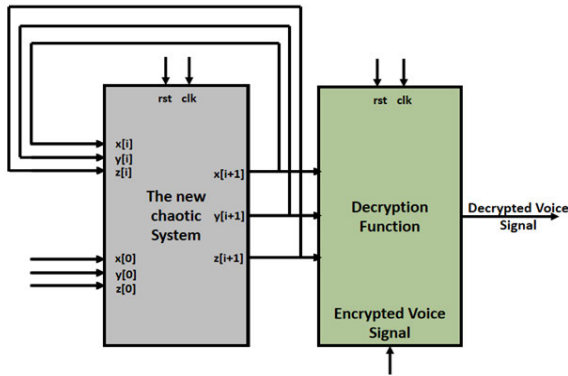 rst clk
x[i]
y[i]
z[i]
The new
chaotic
System
x[0]
y[0]
z[0]
x[i+1]
y[i+1]
z[i+1]
rst clk
Decryption
Function
Encrypted Voice
Signal
Decrypted Voice
Signal